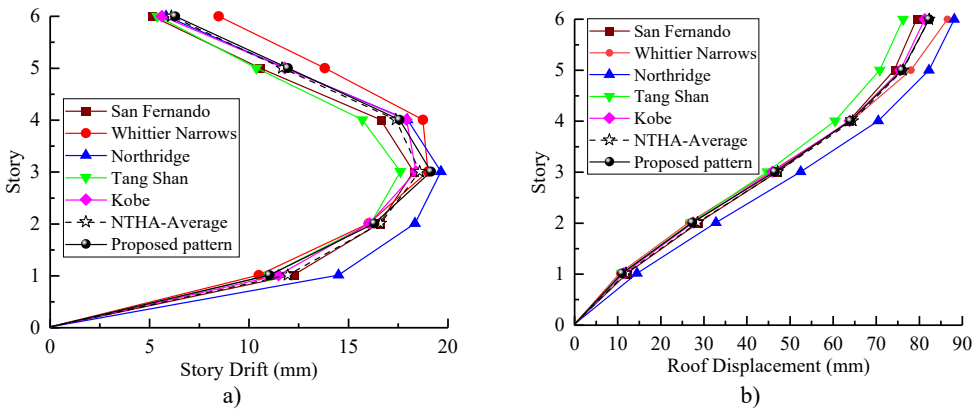 6
5
4
3
2
1
0
Story
San Fernando
Whittier Narrows
Northridge
Tang Shan
Kobe
NTHA-Average
Proposed pattern
0 5 10 15 20
Story Drift (mm)
a)
6
5
4
3
2
1
0
Story
San Fernando
Whittier Narrows
Northridge
Tang Shan
Kobe
NTHA-Average
Proposed pattern
0 10 20 30 40 50 60 70 80 90
Roof Displacement (mm)
b)